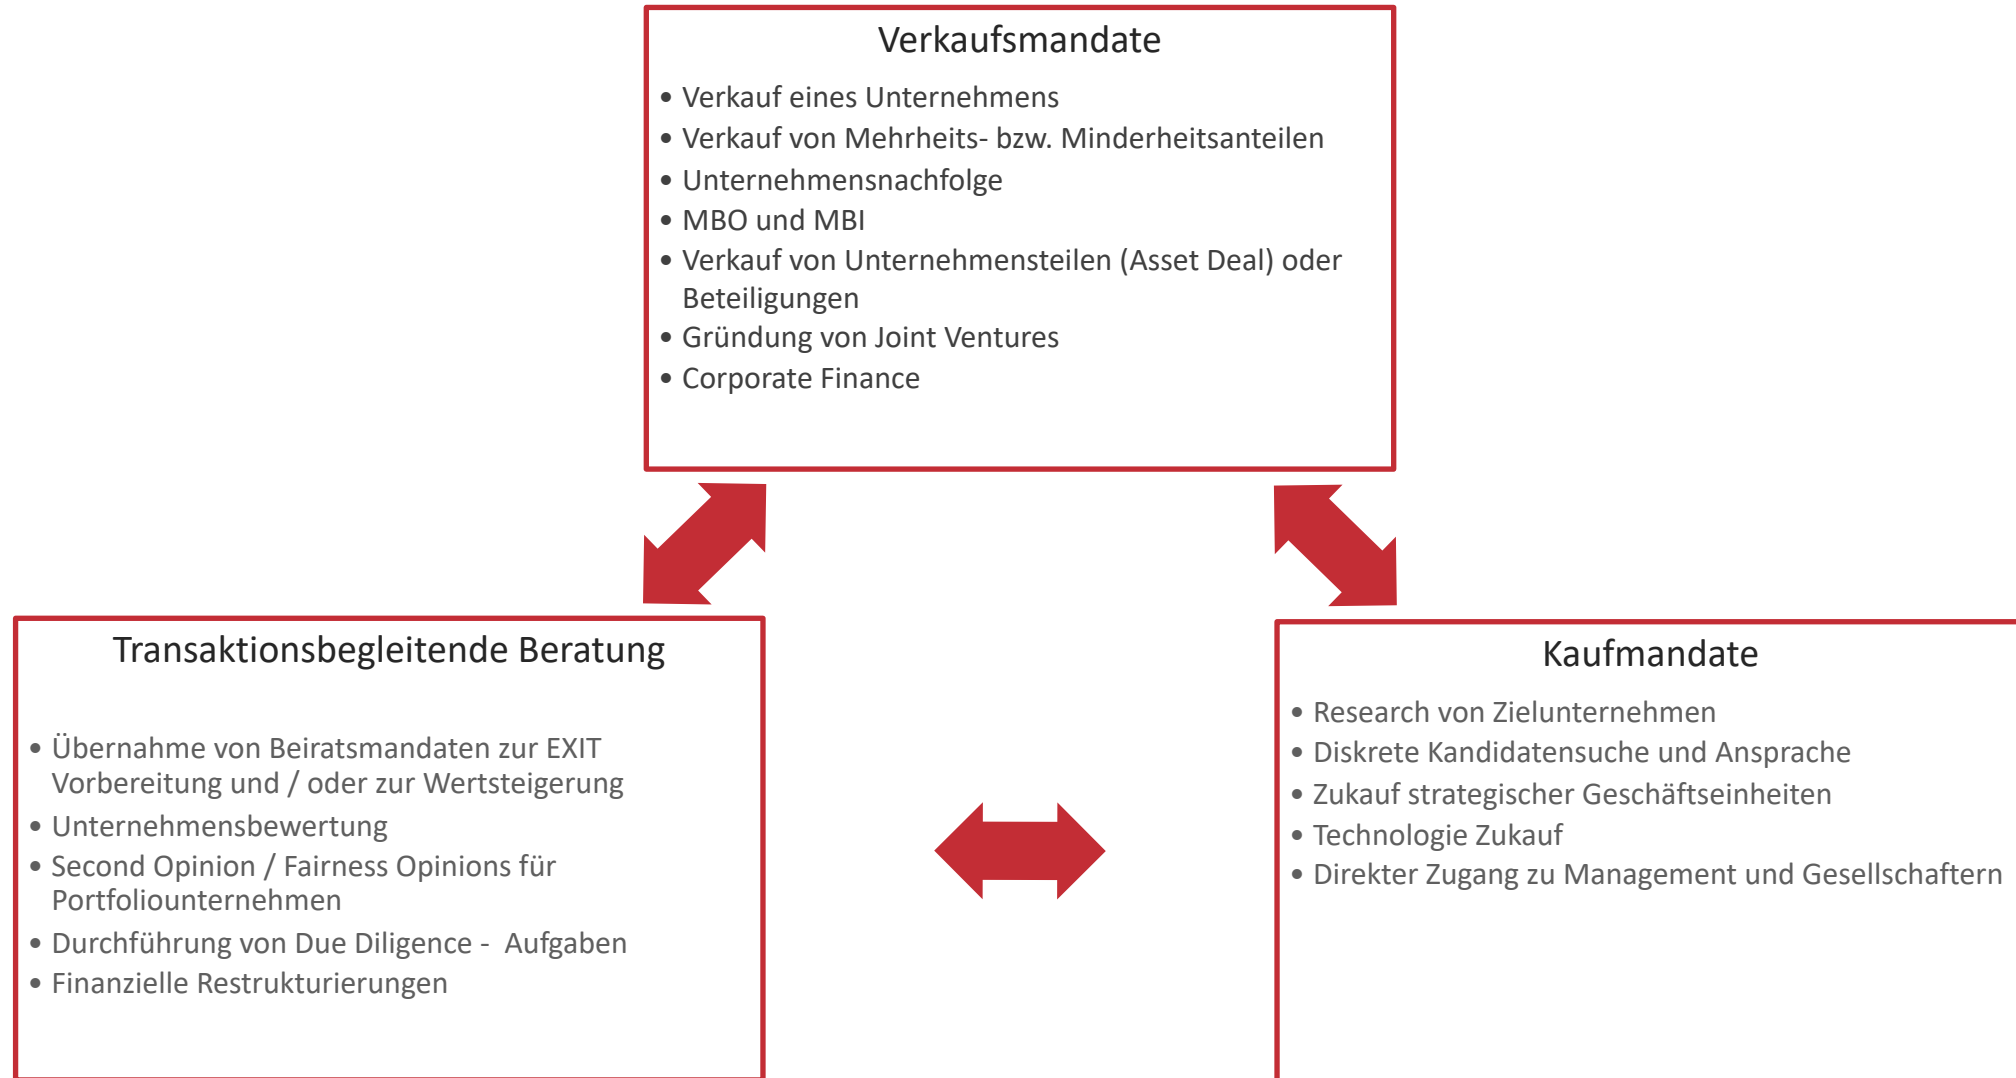 Verkaufsmandate
• Verkauf eines Unternehmens
• Verkauf von Mehrheits- bzw. Minderheitsanteilen
• Unternehmensnachfolge
• MBO und MBI
• Verkauf von Unternehmensteilen (Asset Deal) oder
Beteiligungen
• Gründung von Joint Ventures
• Corporate Finance
Transaktionsbegleitende Beratung
• Übernahme von Beiratsmandaten zur EXIT
Vorbereitung und / oder zur Wertsteigerung
• Unternehmensbewertung
• Second Opinion / Fairness Opinions für
Portfoliounternehmen
• Durchführung von Due Diligence -  Aufgaben
• Finanzielle Restrukturierungen
Kaufmandate
• Research von Zielunternehmen
• Diskrete Kandidatensuche und Ansprache
• Zukauf strategischer Geschäftseinheiten
• Technologie Zukauf
• Direkter Zugang zu Management und Gesellschaftern